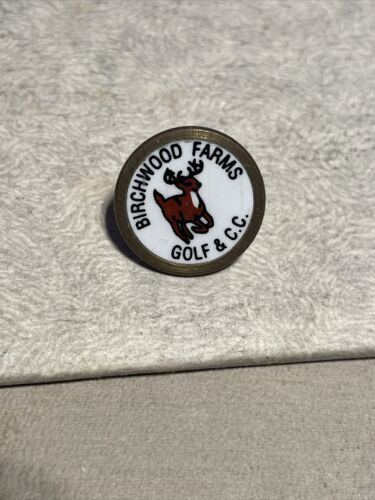 BIRCHWOOD FARMS
GOLF & C.C.